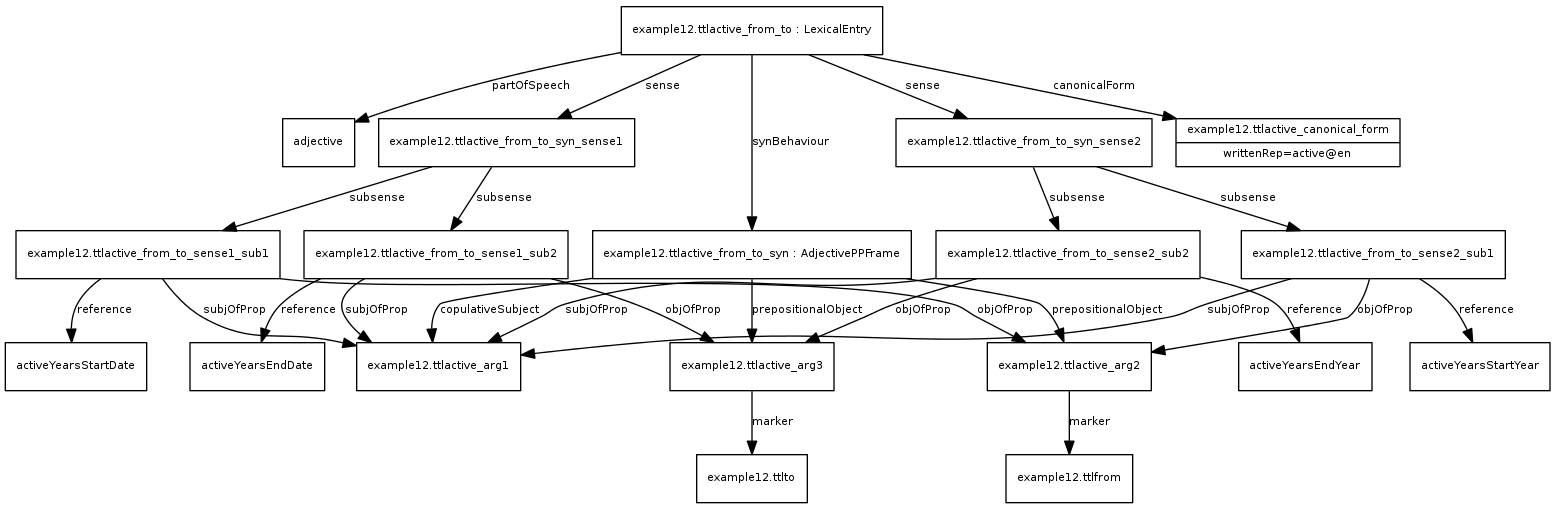 example12.ttlactive_from_to : LexicalEntry
partOfSpeech
sense
sense
canonicalForm
adjective
example12.ttlactive_from_to_syn_sense1
synBehaviour
example12.ttlactive_from_to_syn_sense2
example12.ttlactive_canonical_form
writtenRep=active@en
subsense
subsense
subsense
subsense
example12.ttlactive_from_to_sense1_sub1
example12.ttlactive_from_to_sense1_sub2
example12.ttlactive_from_to_syn : AdjectivePPFrame
example12.ttlactive_from_to_sense2_sub2
example12.ttlactive_from_to_sense2_sub1
reference
subjOfProp
reference
subjOfProp
copulativeSubject
subjOfProp
objOfProp
prepositionalObject
objOfProp
objOfProp
prepositionalObject
subjOfProp
reference
objOfProp
reference
activeYearsStartDate
activeYearsEndDate
example12.ttlactive_arg1
example12.ttlactive_arg3
example12.ttlactive_arg2
activeYearsEndYear
activeYearsStartYear
marker
marker
example12.ttlto
example12.ttlfrom